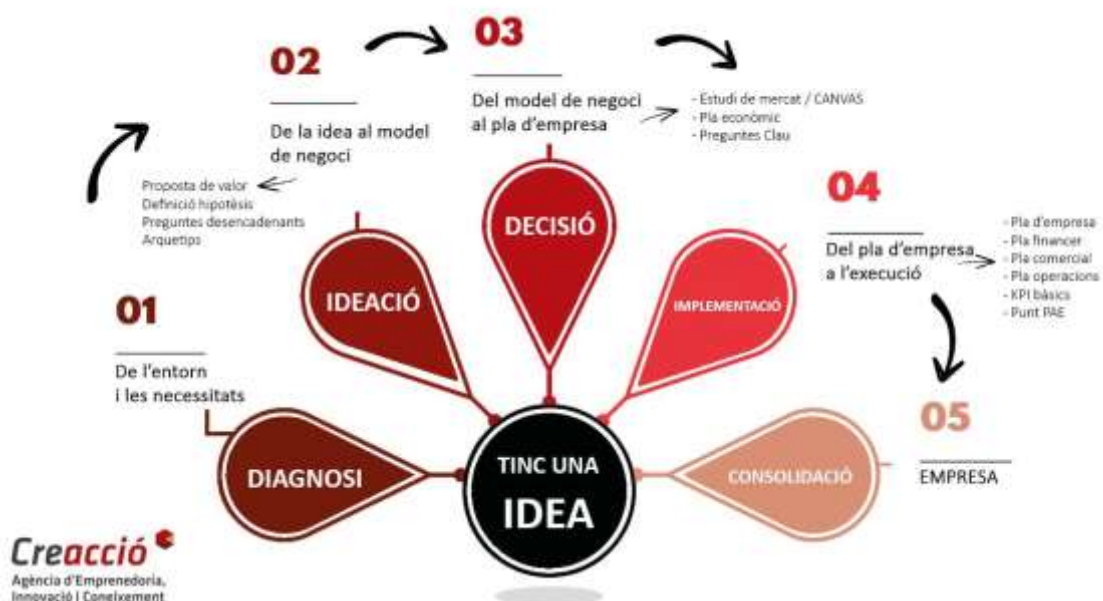 01
De l'entorn
i les necessitats
DIAGNOSI
02
De la idea al model
de negoci
Proposta de valor
Definició hipotèsis
Preguntes desencadenants
Arquetips
IDEACIÓ
03
Del model de negoci
al pla d'empresa
- Estudi de mercat / CANVAS
- Pla econòmic
- Preguntes Clau
DECISIÓ
04
Del pla d'empresa
a l'execució
- Pla d'empresa
- Pla financer
- Pla comercial
- Pla operacions
- KPI bàsics
- Punt PAE
IMPLEMENTACIÓ
05
EMPRESA
CONSOLIDACIÓ
TINC UNA
IDEA
Creacció
Agència d'Emprenedoria,
Innovació i Coneixement